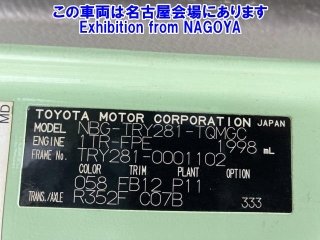 この車両は名古屋会場にあります
Exhibition from NAGOYA
MD
TOYOTA MOTOR CORPORATION JAPAN
MODEL NBG-TRY281-TQMGC
ENGINE 1TR-FPE 1998 mL
FRAME No. TRY281-0001102
COLOR TRIM PLANT OPTION
058 FB12 P11
TRANS./AXLE R352F C07B 333